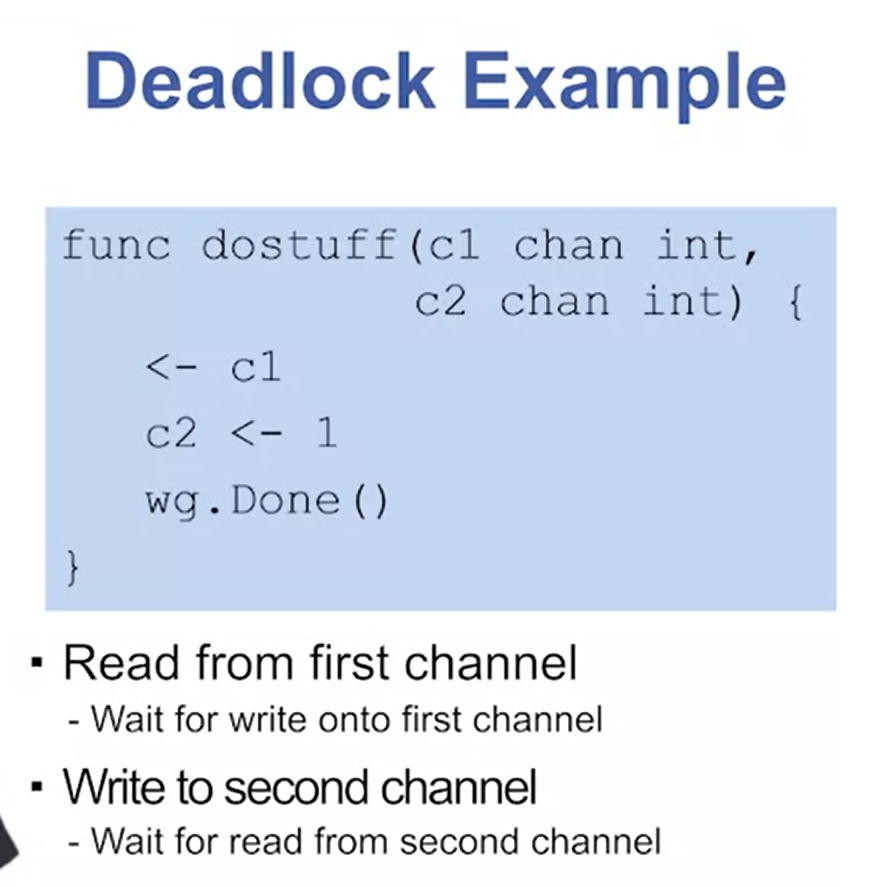 Deadlock Example
func dostuff(c1 chan int,
c2 chan int) {
<- c1
c2 <- 1
wg.Done()
}
▪ Read from first channel
- Wait for write onto first channel
▪ Write to second channel
- Wait for read from second channel